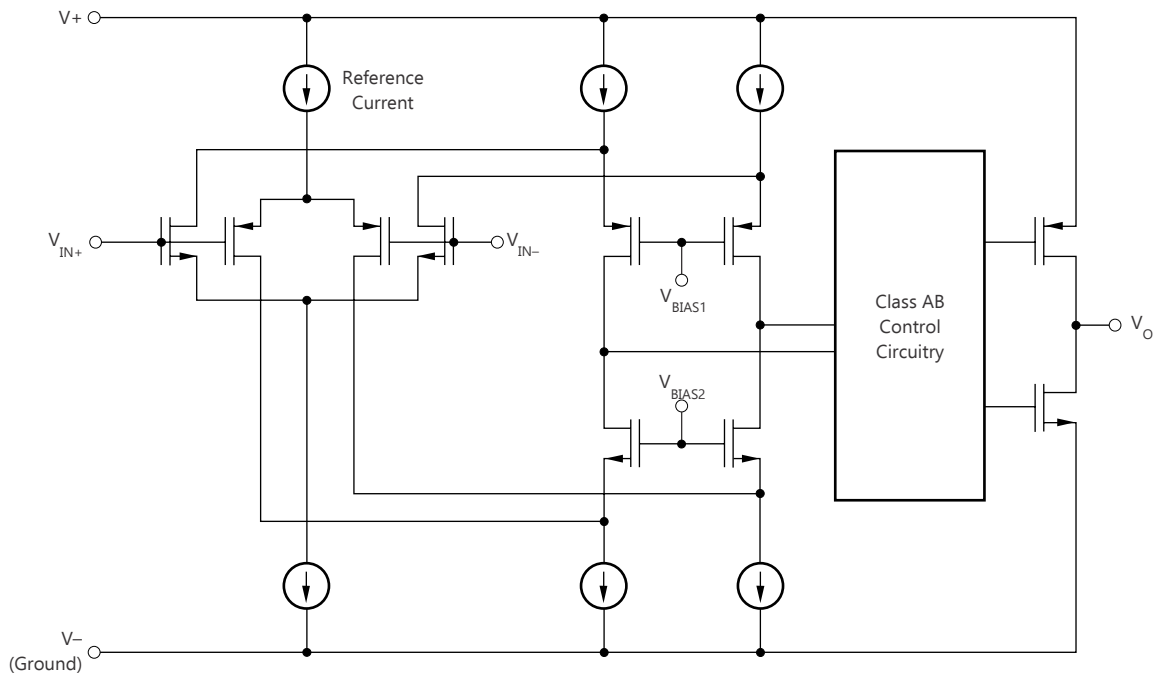 V+
Reference
Current
VIN+
VIN–
VBIAS1
VBIAS2
Class AB
Control
Circuitry
VO
V–
(Ground)